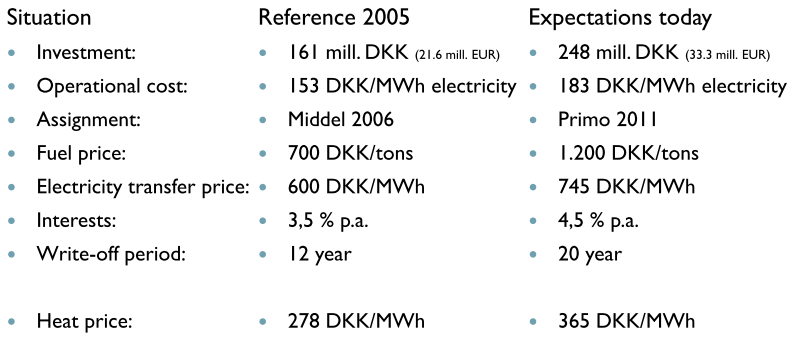 Situation Reference 2005 Expectations today
• Investment: • 161 mill. DKK (21.6 mill. EUR) • 248 mill. DKK (33.3 mill. EUR)
• Operational cost: • 153 DKK/MWh electricity • 183 DKK/MWh electricity
• Assignment: • Middel 2006 • Primo 2011
• Fuel price: • 700 DKK/tons • 1.200 DKK/tons
• Electricity transfer price: • 600 DKK/MWh • 745 DKK/MWh
• Interests: • 3,5 % p.a. • 4,5 % p.a.
• Write-off period: • 12 year • 20 year
• Heat price: • 278 DKK/MWh • 365 DKK/MWh